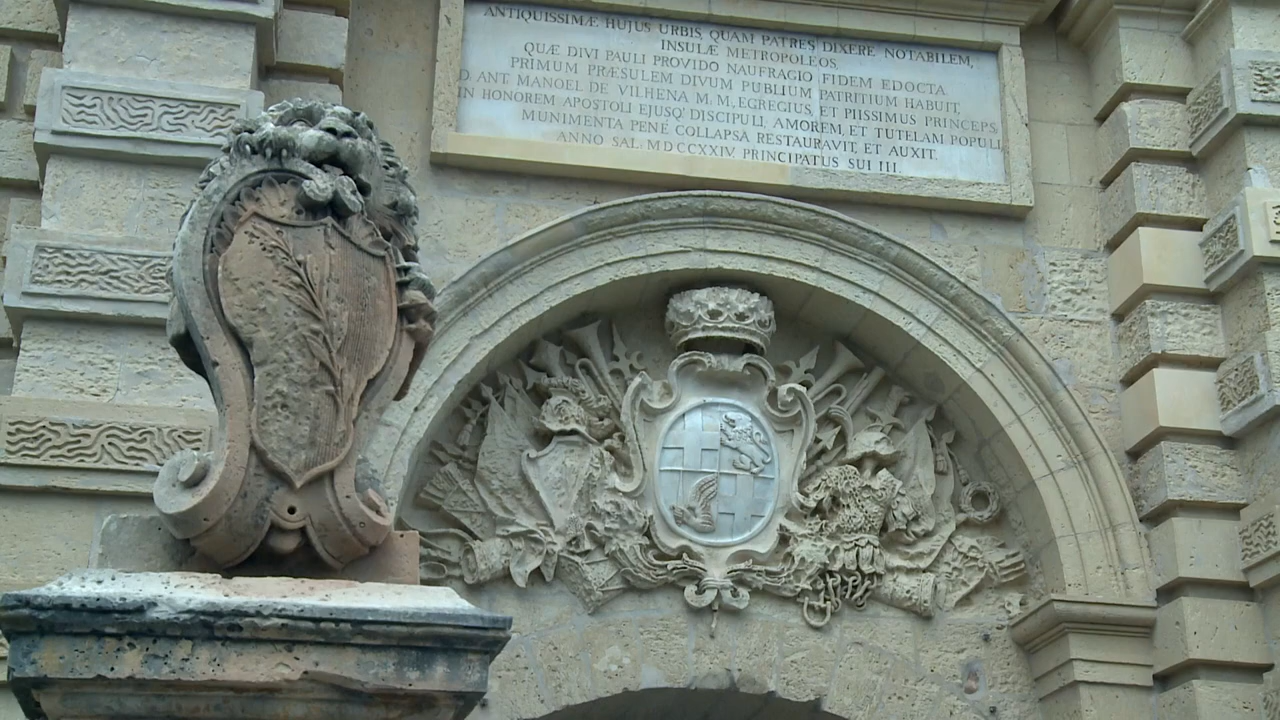 ANTIQUISSIMÆ HUJUS URBIS, QUAM PATRES DIXERE NOTABILEM,
INSULÆ METROPOLEOS,
QUÆ DIVI PAULI PROVIDO NAUFRAGIO FIDEM EDOCTA
PRIMUM PRÆSULEM DIVUM PUBLIUM PATRITIUM HABUIT,
D. ANT MANOEL DE VILHENA M. M. EGREGIUS, ET PIISSIMUS PRINCEPS,
IN HONOREM APOSTOLI EJUSQ' DISCIPULI, AMOREM, ET TUTELAM POPULI
MUNIMENTA PENÈ COLLAPSA RESTAURAVIT, ET AUXIT.
ANNO SAL. MDCCXXIV. PRINCIPATUS SUI III.